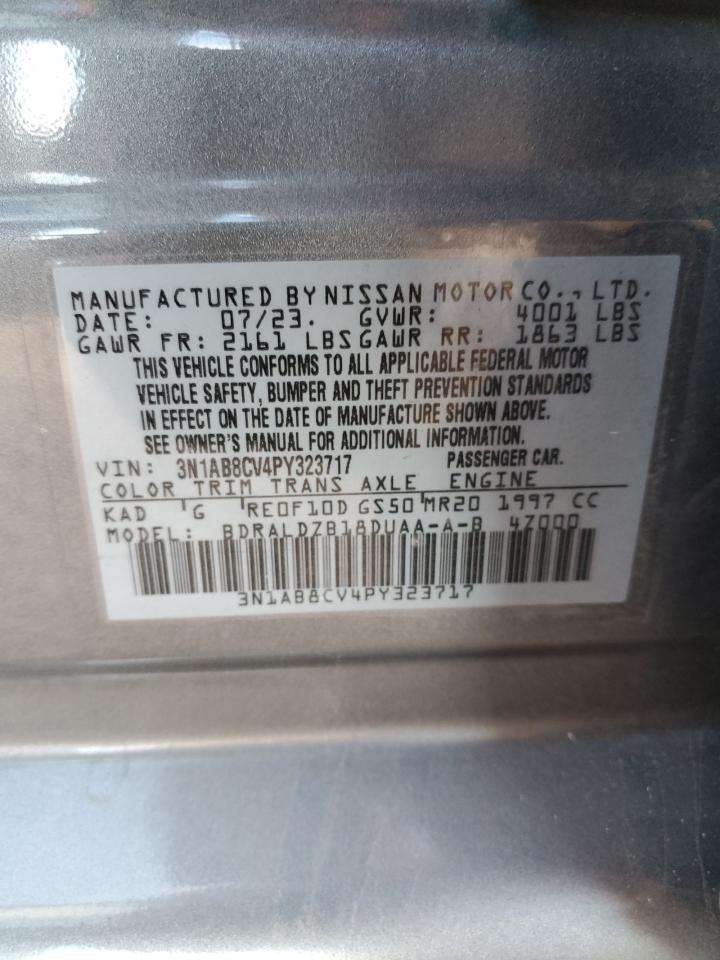 MANUFACTURED BY NISSAN MOTOR CO., LTD.
DATE: 07/23. GVWR: 4001 LBS
GAWR FR: 2161 LBS GAWR RR: 1863 LBS
THIS VEHICLE CONFORMS TO ALL APPLICABLE FEDERAL MOTOR
VEHICLE SAFETY, BUMPER AND THEFT PREVENTION STANDARDS
IN EFFECT ON THE DATE OF MANUFACTURE SHOWN ABOVE.
SEE OWNER'S MANUAL FOR ADDITIONAL INFORMATION.
VIN: 3N1AB8CV4PY323717 PASSENGER CAR.
COLOR TRIM TRANS AXLE ENGINE
KAD G RE0F10D GS50 MR20 1997 CC
MODEL: BDRALDZB18DUAA-A-B 4Z000
3N1AB8CV4PY323717